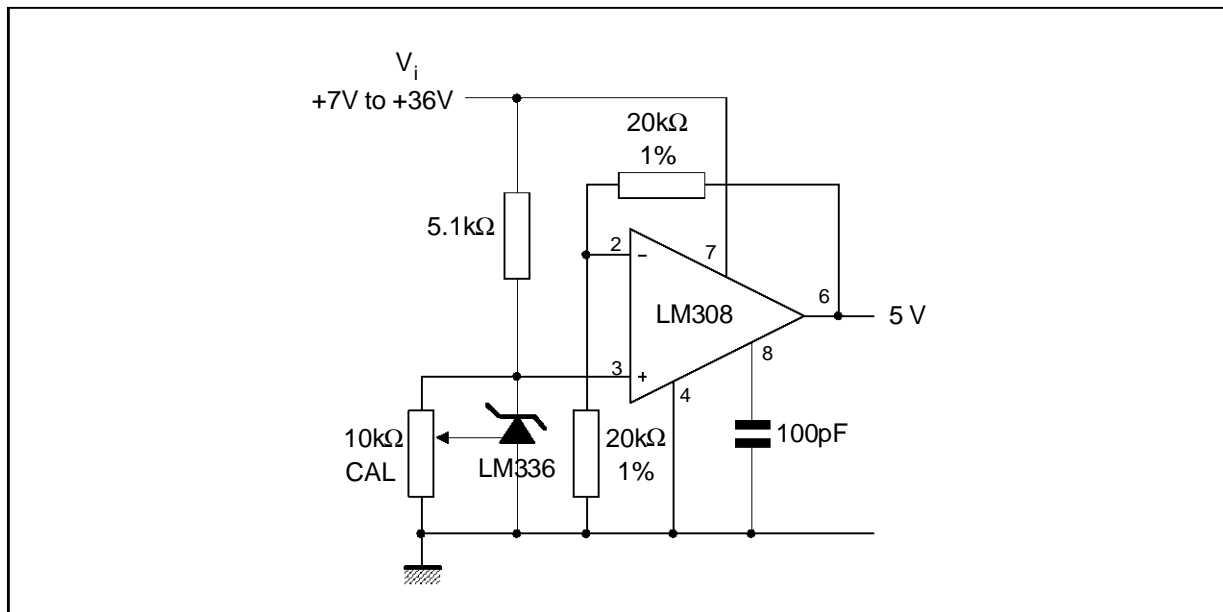 Vi
+7V to +36V
20kΩ
1%
5.1kΩ
2
−
7
LM308
6
5 V
8
3
+
4
10kΩ
CAL
LM336
20kΩ
1%
100pF